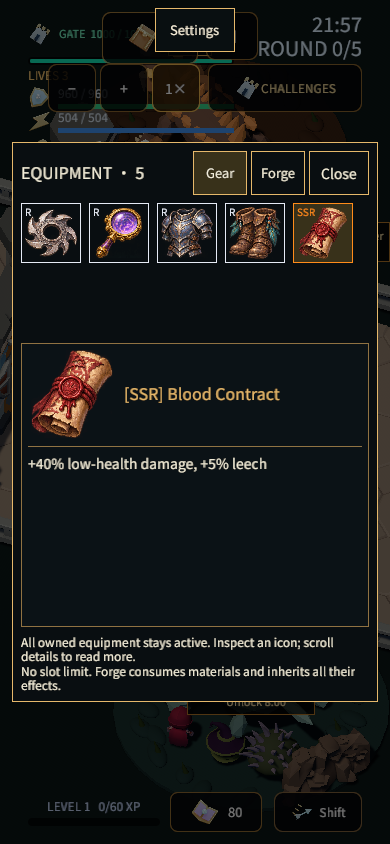 Settings
21:57
GATE
ROUND 0/5
LIVES 3
960 / 960
504 / 504
−
+
1×
CHALLENGES
EQUIPMENT · 5
Gear
Forge
Close
R
R
R
R
SSR
[SSR] Blood Contract
+40% low-health damage, +5% leech
All owned equipment stays active. Inspect an icon; scroll
details to read more.
No slot limit. Forge consumes materials and inherits all their
effects.
LEVEL 1 0/60 XP
80
Shift